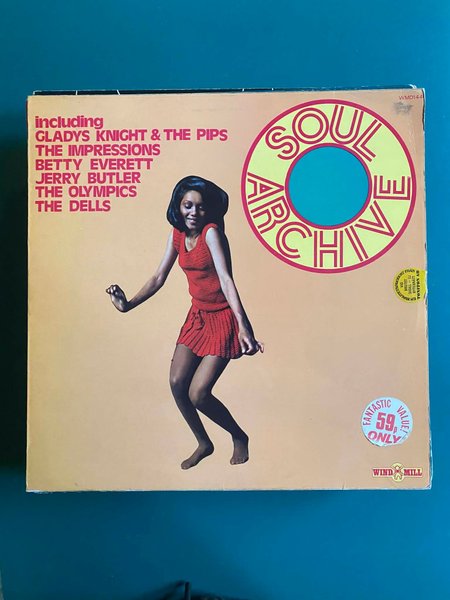 WMD144
including
GLADYS KNIGHT & THE PIPS
THE IMPRESSIONS
BETTY EVERETT
JERRY BUTLER
THE OLYMPICS
THE DELLS
SOUL
ARCHIVE
FANTASTIC VALUE!
59p
ONLY
WIND MILL